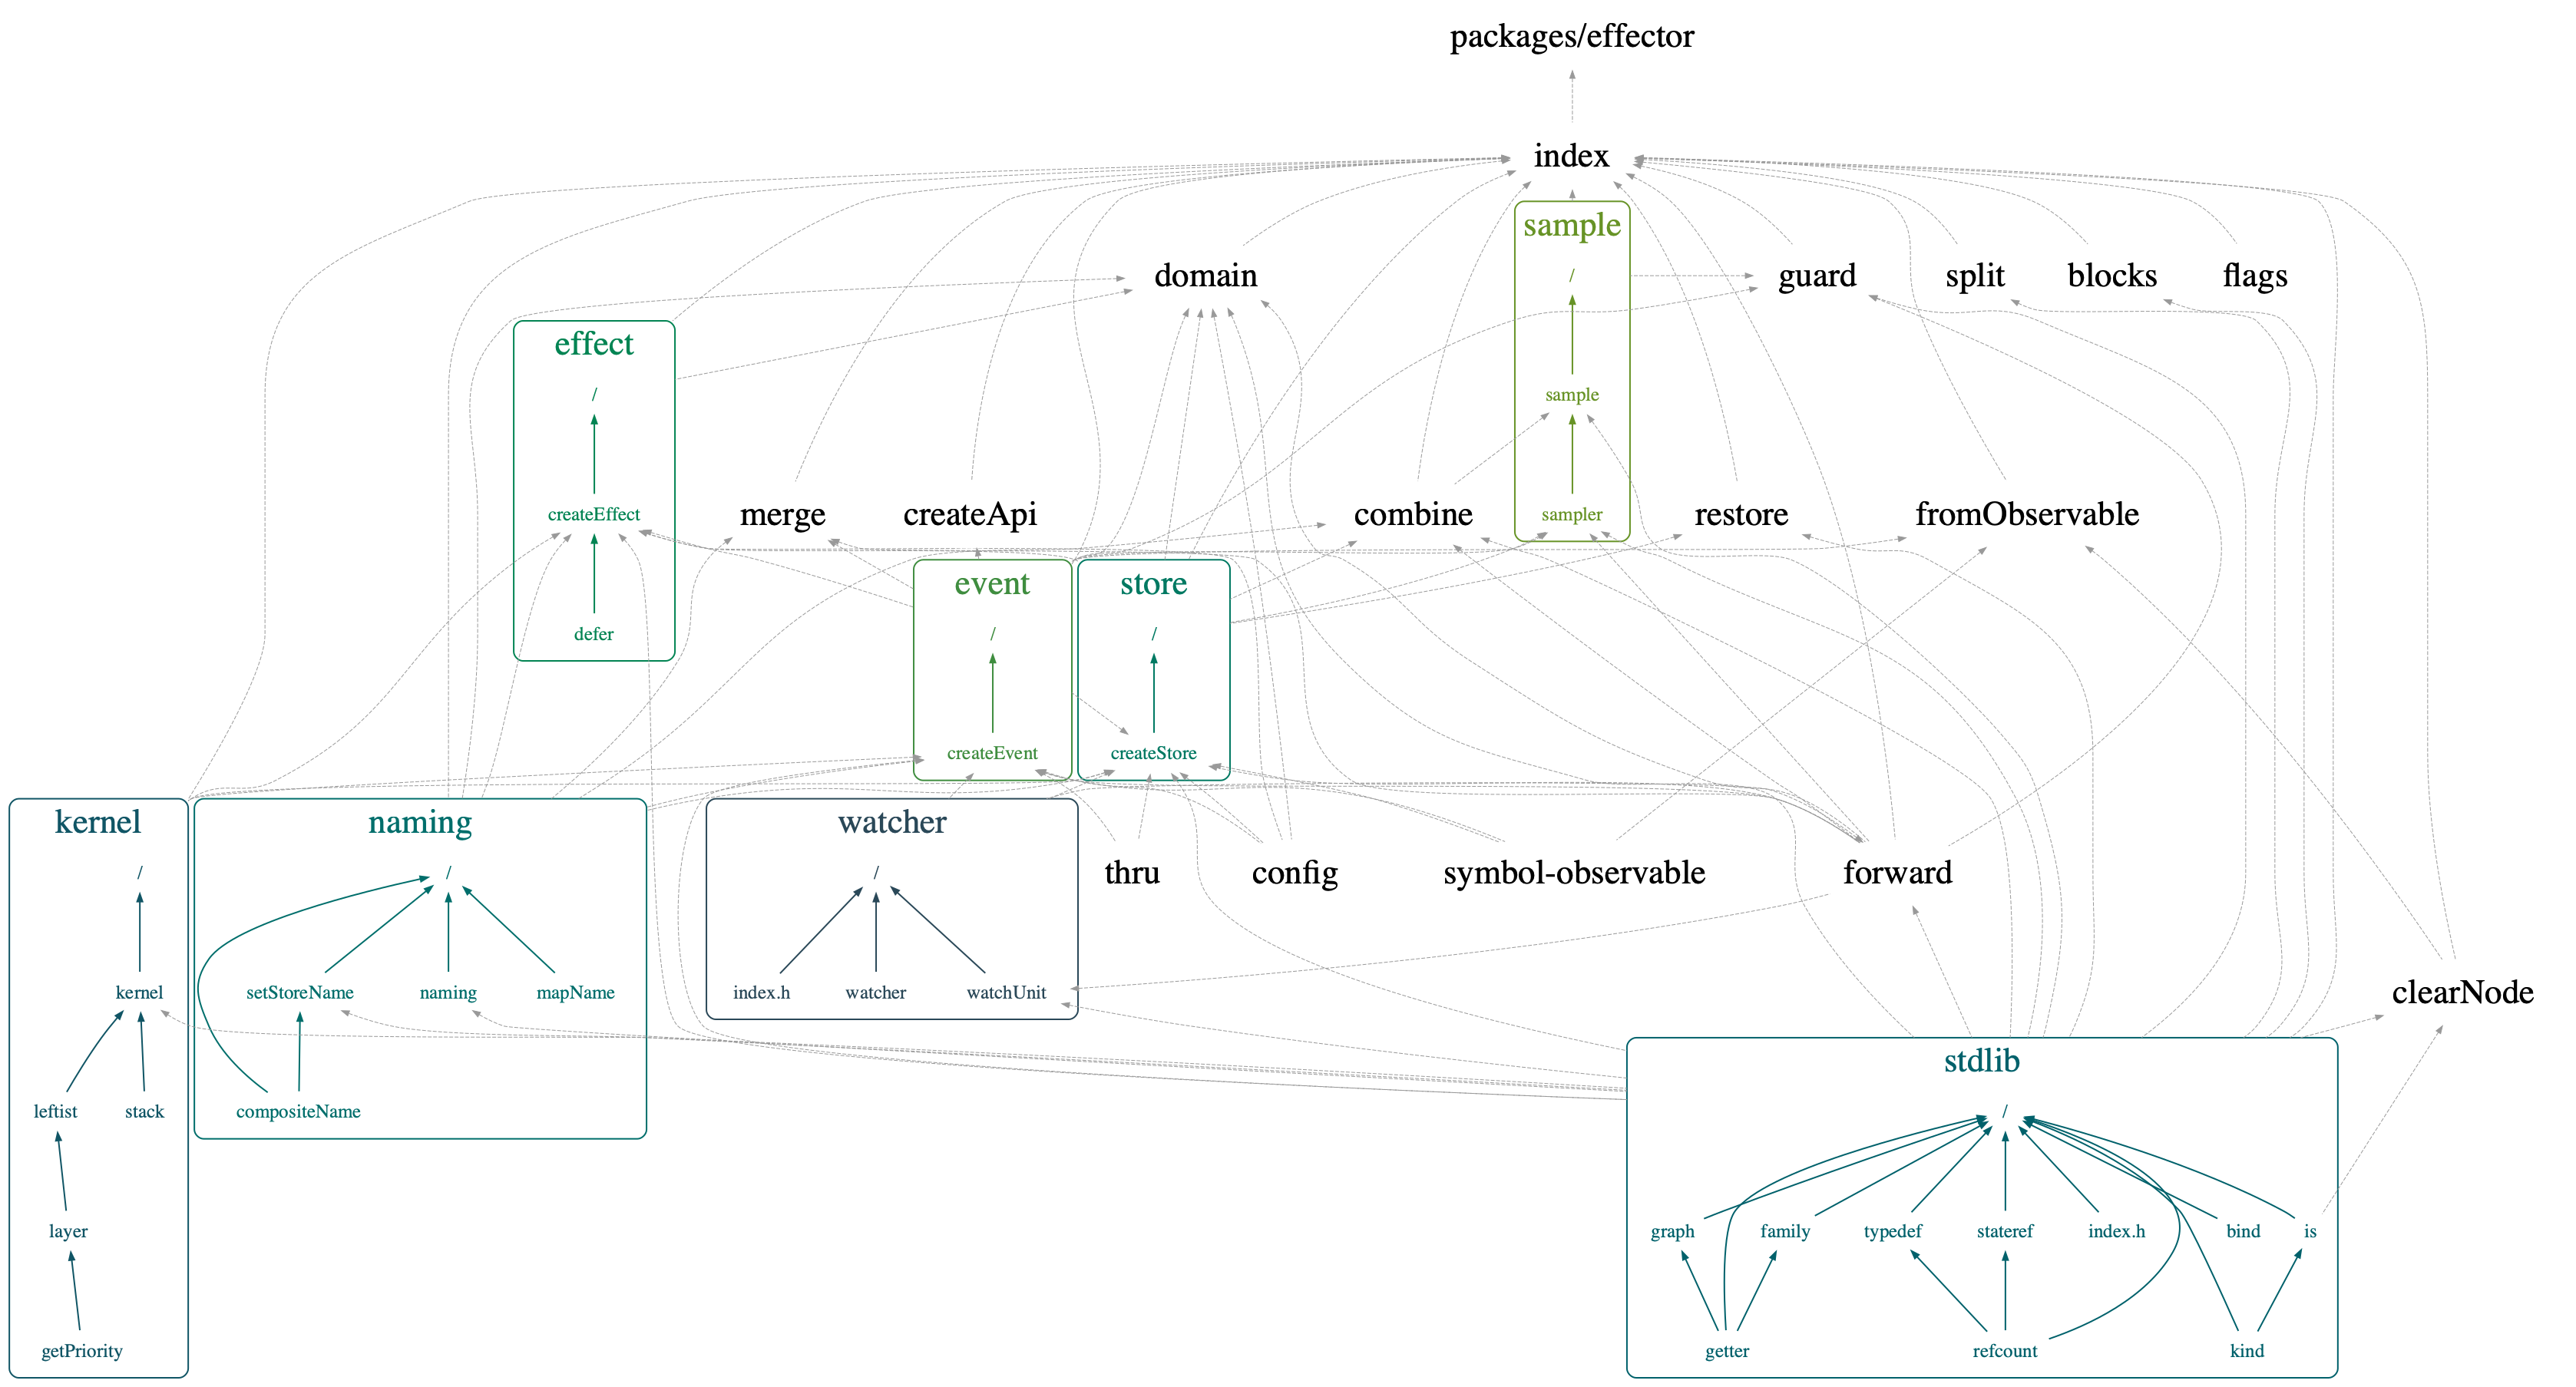 packages/effector
index
sample
/
domain
guard
split
blocks
flags
effect
/
sample
createEffect
merge
createApi
combine
sampler
restore
fromObservable
event
store
defer
/
/
createEvent
createStore
kernel
naming
watcher
/
/
/
thru
config
symbol-observable
forward
kernel
setStoreName
naming
mapName
index.h
watcher
watchUnit
clearNode
stdlib
leftist
stack
compositeName
/
layer
graph
family
typedef
stateref
index.h
bind
is
getPriority
getter
refcount
kind